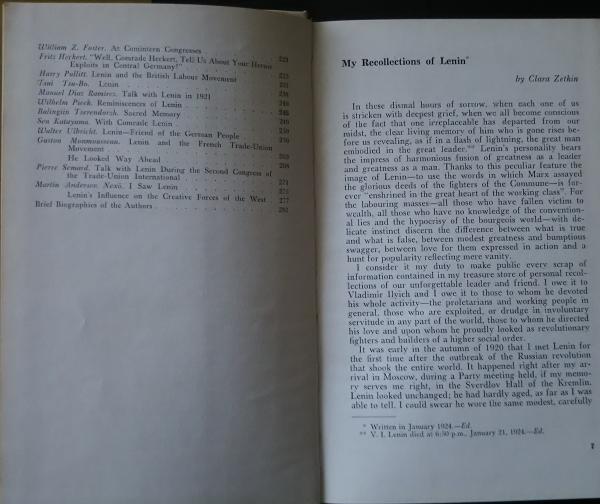 William Z. Foster. At Comintern Congresses 221
Fritz Heckert. "Well, Comrade Heckert, Tell Us About Your Heroic
Exploits in Central Germany!"
Harry Pollitt. Lenin and the British Labour Movement
Tsui Tsu-Bo. Lenin
Manuel Diaz Ramirez. Talk with Lenin in 1921
Wilhelm Pieck. Reminiscences of Lenin
Balingiin Tserendorzh. Sacred Memory
Sen Katayama. With Comrade Lenin
Walter Ulbricht. Lenin—Friend of the German People
Gaston Monmousseau. Lenin and the French Trade-Union
Movement
He Looked Way Ahead
Pierre Semard. Talk with Lenin During the Second Congress of
the Trade-Union International 271
Martin Andersen Nexö. I Saw Lenin
Lenin's Influence on the Creative Forces of the West 277
Brief Biographies of the Authors 281
My Recollections of Lenin*
by Clara Zetkin
In these dismal hours of sorrow, when each one of us
is stricken with deepest grief, when we all become conscious
of the fact that one irreplaceable has departed from our
midst, the clear living memory of him who is gone rises be-
fore us revealing, as if in a flash of lightning, the great man
embodied in the great leader.** Lenin's personality bears
the impress of harmonious fusion of greatness as a leader
and greatness as a man. Thanks to this peculiar feature the
image of Lenin—to use the words in which Marx assayed
the glorious deeds of the fighters of the Commune—is for-
ever "enshrined in the great heart of the working class". For
the labouring masses—all those who have fallen victim to
wealth, all those who have no knowledge of the convention-
al lies and the hypocrisy of the bourgeois world—with de-
licate instinct discern the difference between what is true
and what is false, between modest greatness and bumptious
swagger, between love for them expressed in action and a
hunt for popularity reflecting mere vanity.
I consider it my duty to make public every scrap of
information contained in my treasure store of personal recol-
lections of our unforgettable leader and friend. I owe it to
Vladimir Ilyich and I owe it to those to whom he devoted
his whole activity—the proletarians and working people in
general, those who are exploited, or drudge in involuntary
servitude in any part of the world, those to whom he directed
his love and upon whom he proudly looked as revolutionary
fighters and builders of a higher social order.
It was early in the autumn of 1920 that I met Lenin for
the first time after the outbreak of the Russian revolution
that shook the entire world. It happened right after my ar-
rival in Moscow, during a Party meeting held, if my memo-
ry serves me right, in the Sverdlov Hall of the Kremlin.
Lenin looked unchanged; he had hardly aged, as far as I was
able to tell. I could swear he wore the same modest, carefully
* Written in January 1924.—Ed.
** V. I. Lenin died at 6:50 p.m., January 21, 1924.—Ed.
7